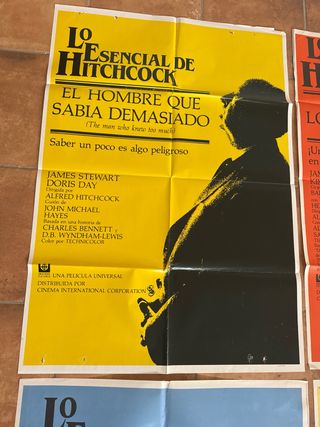 LO
ESENCIAL DE
HITCHCOCK
EL HOMBRE QUE
SABIA DEMASIADO
(The man who knew too much)
Saber un poco es algo peligroso
JAMES STEWART
DORIS DAY
Dirigida por
ALFRED HITCHCOCK
Guión de
JOHN MICHAEL
HAYES
Basada en una historia de
CHARLES BENNETT y
D.B. WYNDHAM-LEWIS
Color por TECHNICOLOR
UNA PELICULA UNIVERSAL
DISTRIBUIDA POR
CINEMA INTERNATIONAL CORPORATION
LO